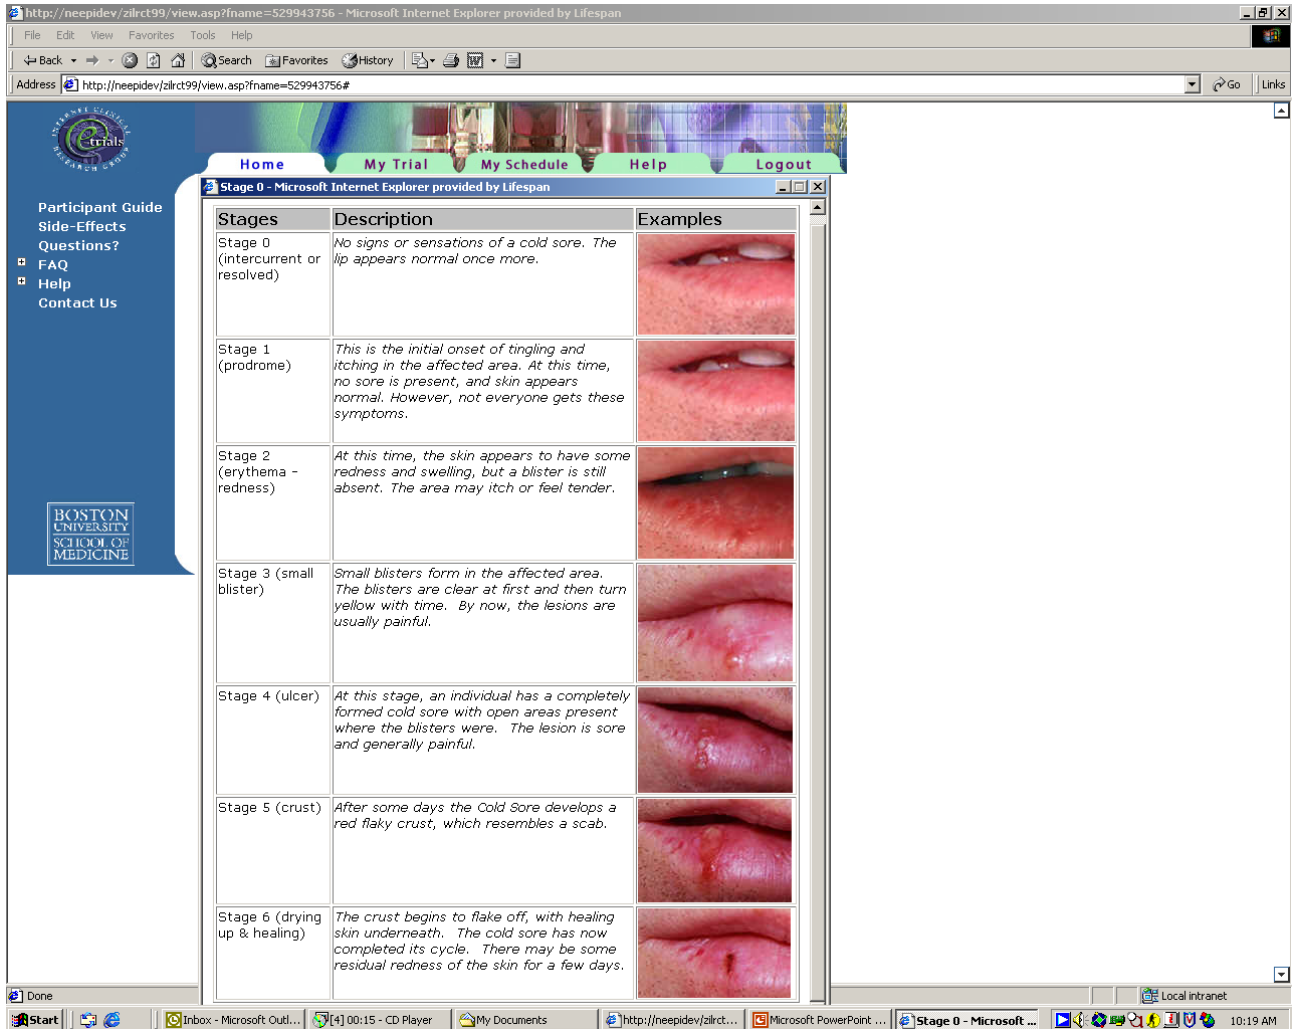 http://neepidev/zilrct99/view.asp?fname=529943756 - Microsoft Internet Explorer provided by Lifespan
File Edit View Favorites Tools Help
Back Search Favorites History
Address http://neepidev/zilrct99/view.asp?fname=529943756# Go Links
INTERNET CLINICAL
e-trials
RESEARCH GROUP
Home My Trial My Schedule Help Logout
Participant Guide
Side-Effects
Questions?
FAQ
Help
Contact Us
BOSTON
UNIVERSITY
SCHOOL OF
MEDICINE
Stage 0 - Microsoft Internet Explorer provided by Lifespan
Stages Description Examples
Stage 0
(intercurrent or
resolved)
No signs or sensations of a cold sore. The
lip appears normal once more.
Stage 1
(prodrome)
This is the initial onset of tingling and
itching in the affected area. At this time,
no sore is present, and skin appears
normal. However, not everyone gets these
symptoms.
Stage 2
(erythema -
redness)
At this time, the skin appears to have some
redness and swelling, but a blister is still
absent. The area may itch or feel tender.
Stage 3 (small
blister)
Small blisters form in the affected area.
The blisters are clear at first and then turn
yellow with time. By now, the lesions are
usually painful.
Stage 4 (ulcer)
At this stage, an individual has a completely
formed cold sore with open areas present
where the blisters were. The lesion is sore
and generally painful.
Stage 5 (crust)
After some days the Cold Sore develops a
red flaky crust, which resembles a scab.
Stage 6 (drying
up & healing)
The crust begins to flake off, with healing
skin underneath. The cold sore has now
completed its cycle. There may be some
residual redness of the skin for a few days.
Done Local intranet
Start Inbox - Microsoft Outl... [4] 00:15 - CD Player My Documents http://neepidev/zilrct... Microsoft PowerPoint ... Stage 0 - Microsoft ... 10:19 AM